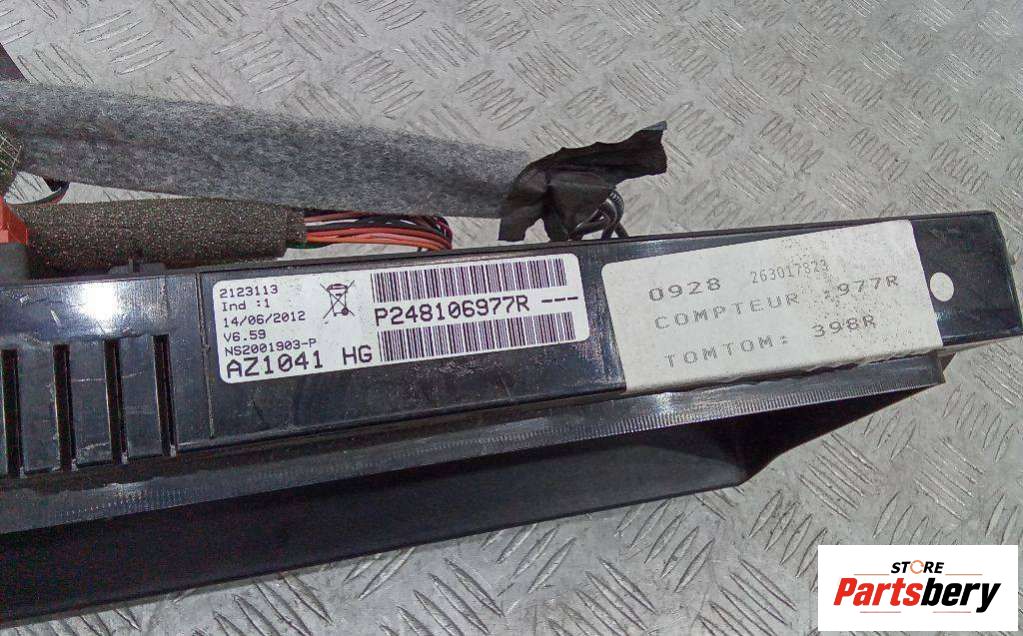 2123113
Ind :1
14/06/2012
V6.59
NS2001903-P
AZ1041 HG
P248106977R ---
0928 263017323
COMPTEUR : 977R
TOMTOM: 398R
STORE
Partsbery